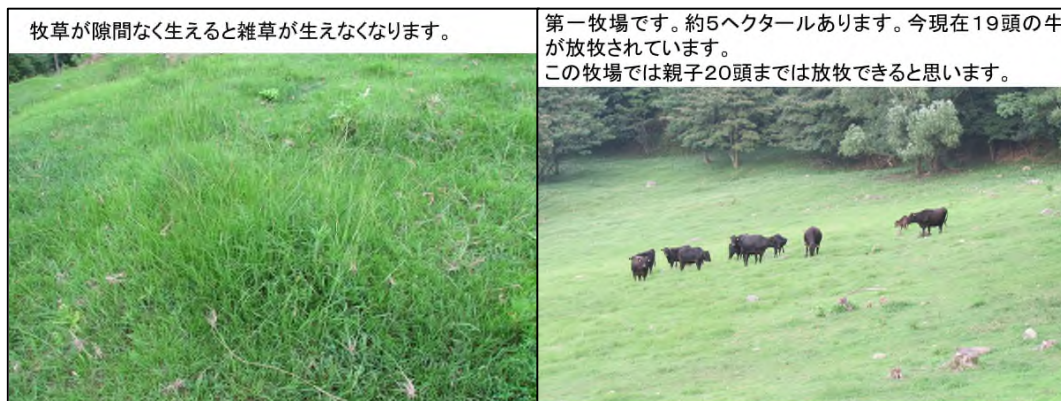 牧草が隙間なく生えると雑草が生えなくなります。
第一牧場です。約5ヘクタールあります。今現在19頭の牛
が放牧されています。
この牧場では親子20頭までは放牧できると思います。